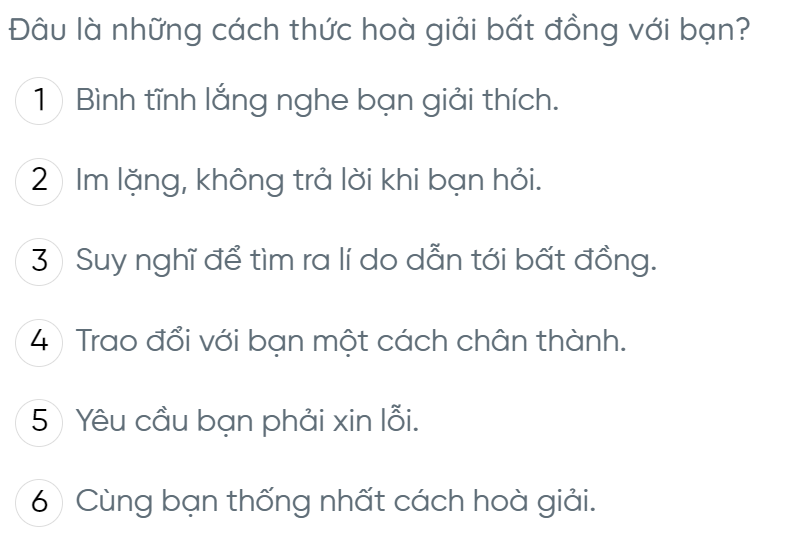 Đâu là những cách thức hoà giải bất đồng với bạn?
1 Bình tĩnh lắng nghe bạn giải thích.
2 Im lặng, không trả lời khi bạn hỏi.
3 Suy nghĩ để tìm ra lí do dẫn tới bất đồng.
4 Trao đổi với bạn một cách chân thành.
5 Yêu cầu bạn phải xin lỗi.
6 Cùng bạn thống nhất cách hoà giải.